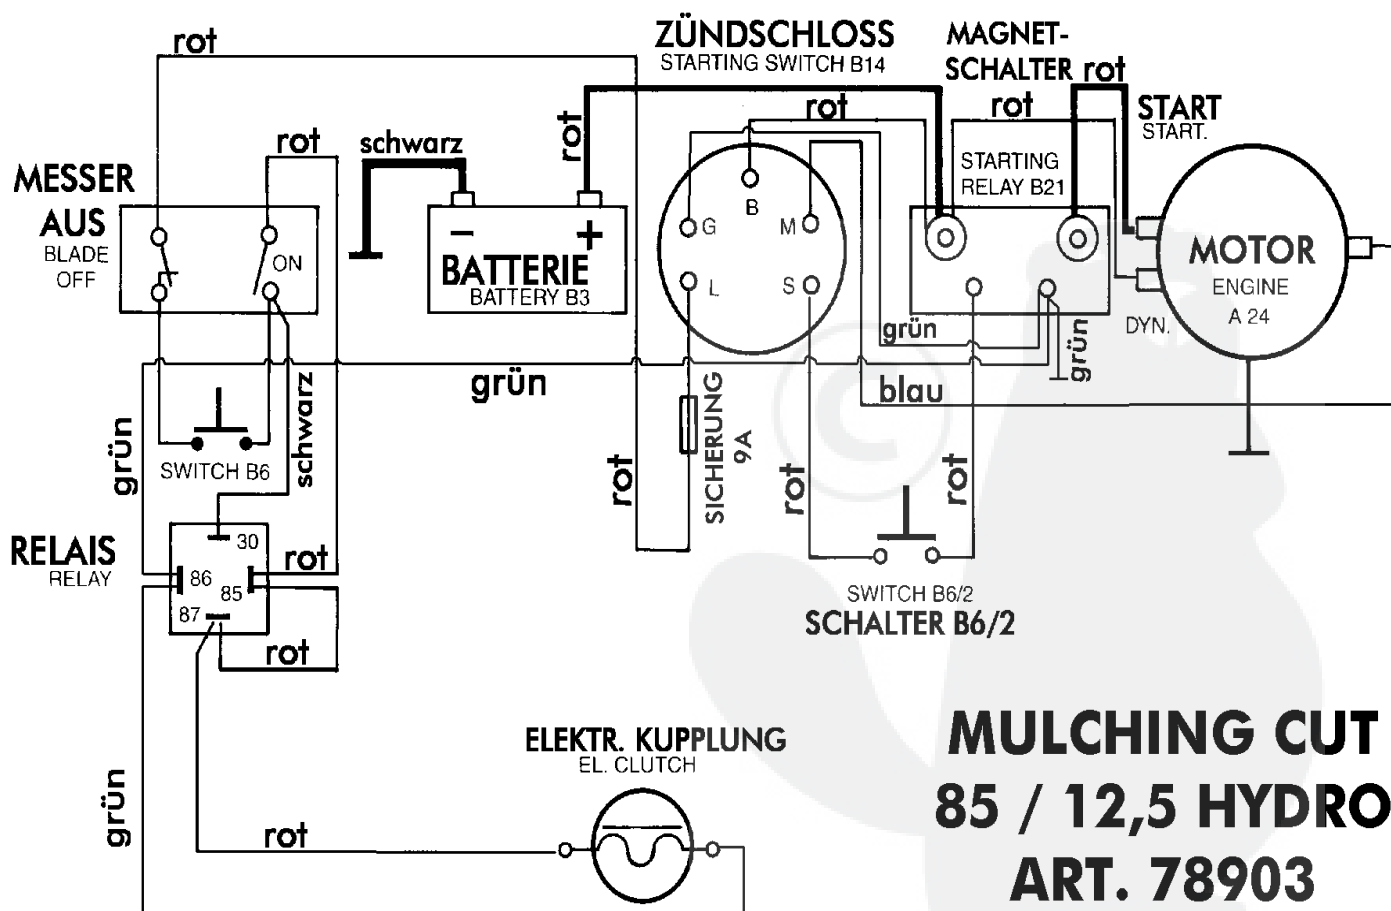 rot
ZÜNDSCHLOSS
STARTING SWITCH B14
MAGNET-
SCHALTER
rot
START
START.
rot
rot
rot
schwarz
rot
MESSER
AUS
BLADE
OFF
ON
–
+
BATTERIE
BATTERY B3
B
G
M
L
S
STARTING
RELAY B21
MOTOR
ENGINE
A 24
DYN.
grün
grün
grün
blau
grün
schwarz
SWITCH B6
rot
SICHERUNG
9A
rot
rot
RELAIS
RELAY
30
86
85
87
rot
rot
SWITCH B6/2
SCHALTER B6/2
©
grün
rot
ELEKTR. KUPPLUNG
EL. CLUTCH
MULCHING CUT
85 / 12,5 HYDRO
ART. 78903